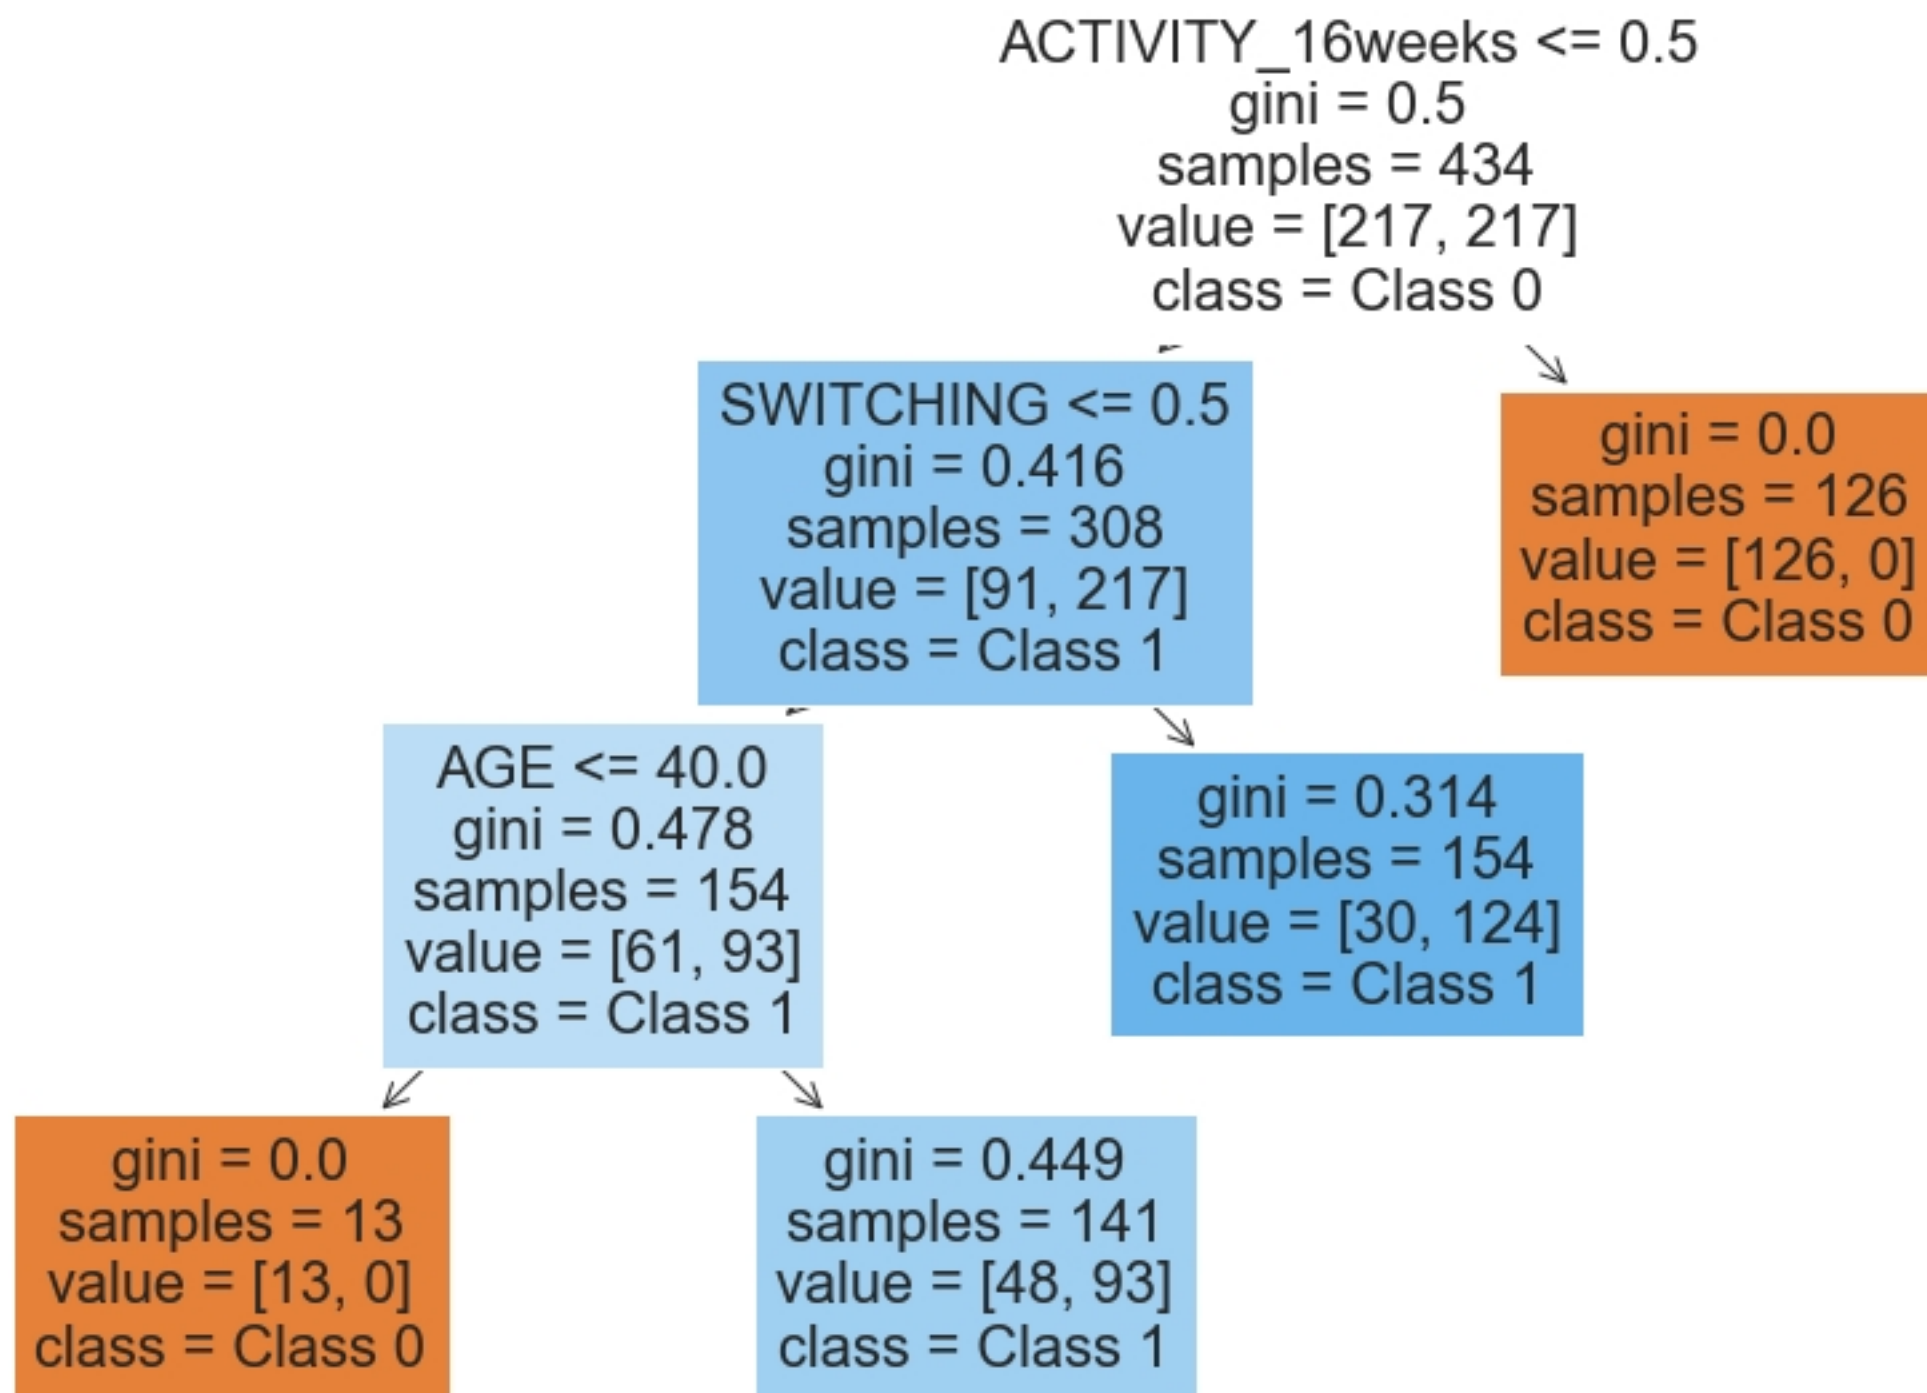 ACTIVITY_16weeks <= 0.5
gini = 0.5
samples = 434
value = [217, 217]
class = Class 0
SWITCHING <= 0.5
gini = 0.416
samples = 308
value = [91, 217]
class = Class 1
gini = 0.0
samples = 126
value = [126, 0]
class = Class 0
AGE <= 40.0
gini = 0.478
samples = 154
value = [61, 93]
class = Class 1
gini = 0.314
samples = 154
value = [30, 124]
class = Class 1
gini = 0.0
samples = 13
value = [13, 0]
class = Class 0
gini = 0.449
samples = 141
value = [48, 93]
class = Class 1